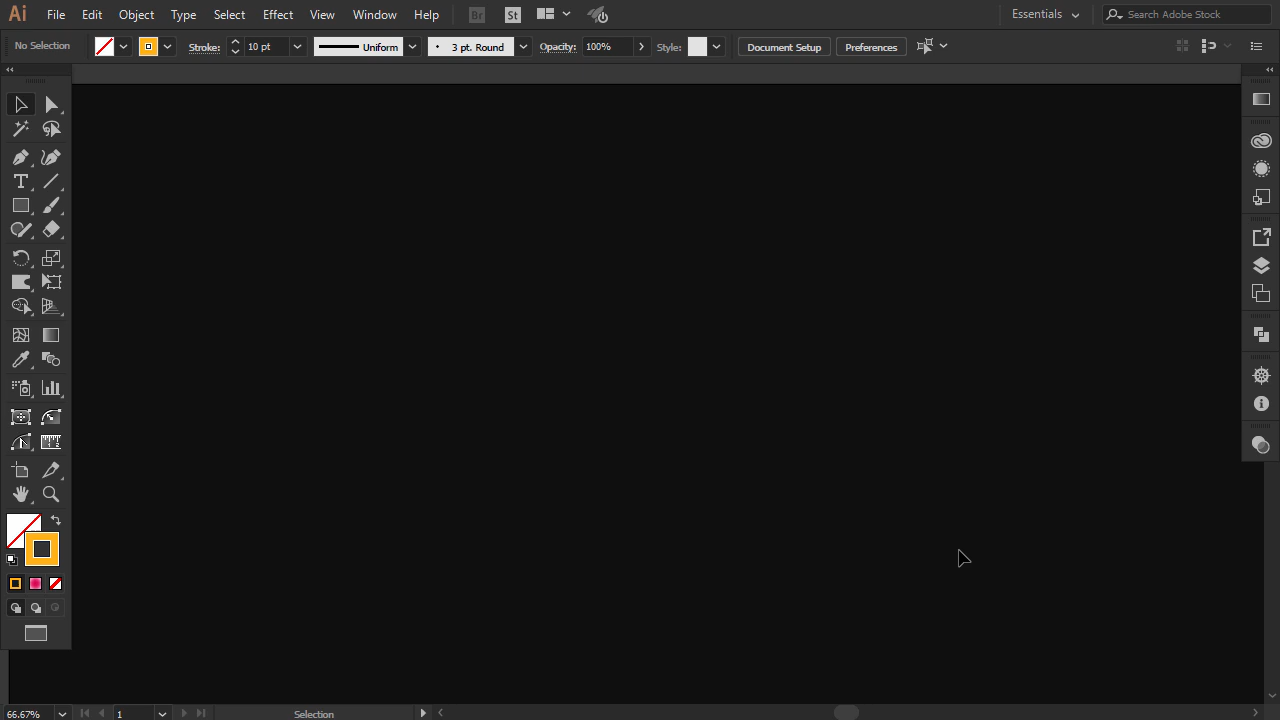 Ai File Edit Object Type Select Effect View Window Help Br St Essentials Search Adobe Stock
No Selection Stroke: 10 pt Uniform 3 pt. Round Opacity: 100% Style: Document Setup Preferences
66.67% 1 Selection